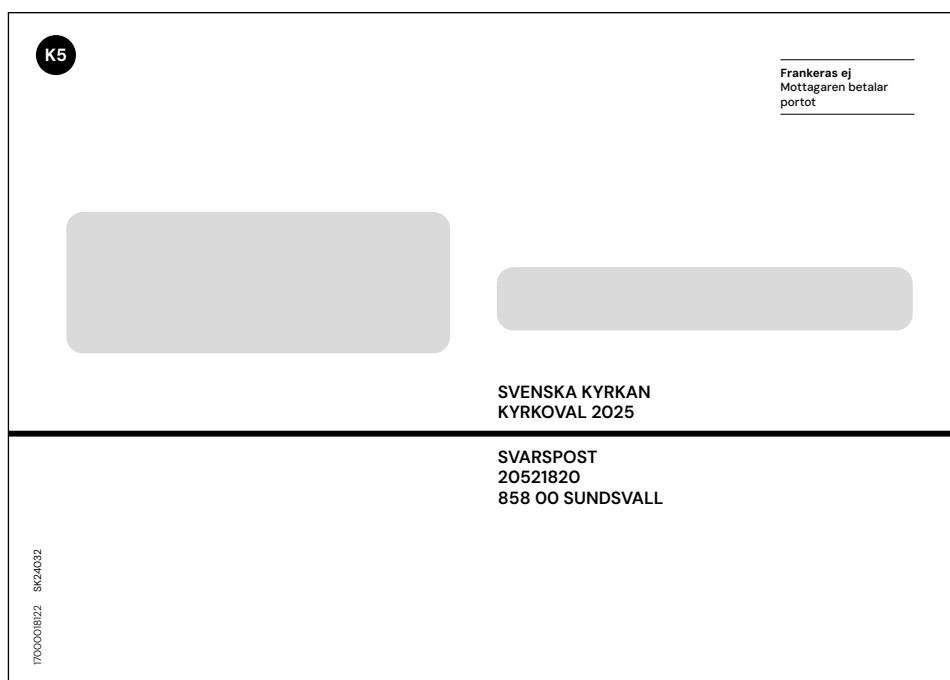 K5
Frankeras ej
Mottagaren betalar
portot
SVENSKA KYRKAN
KYRKOVAL 2025
SVARSPOST
20521820
858 00 SUNDSVALL
17000018122 SK24032